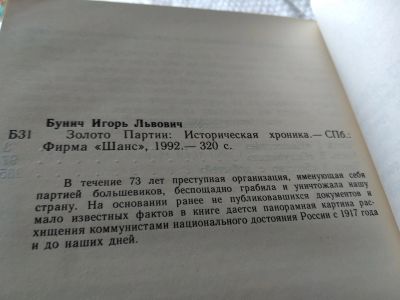 Бунич Игорь Львович
Б31 Золото Партии: Историческая хроника.— СПб.:
Фирма «Шанс», 1992.— 320 с.
В течение 73 лет преступная организация, именующая себя
партией большевиков, беспощадно грабила и уничтожала нашу
страну. На основании ранее не публиковавшихся документов и
мало известных фактов в книге дается панорамная картина рас-
хищения коммунистами национального достояния России с 1917 года
и до наших дней.